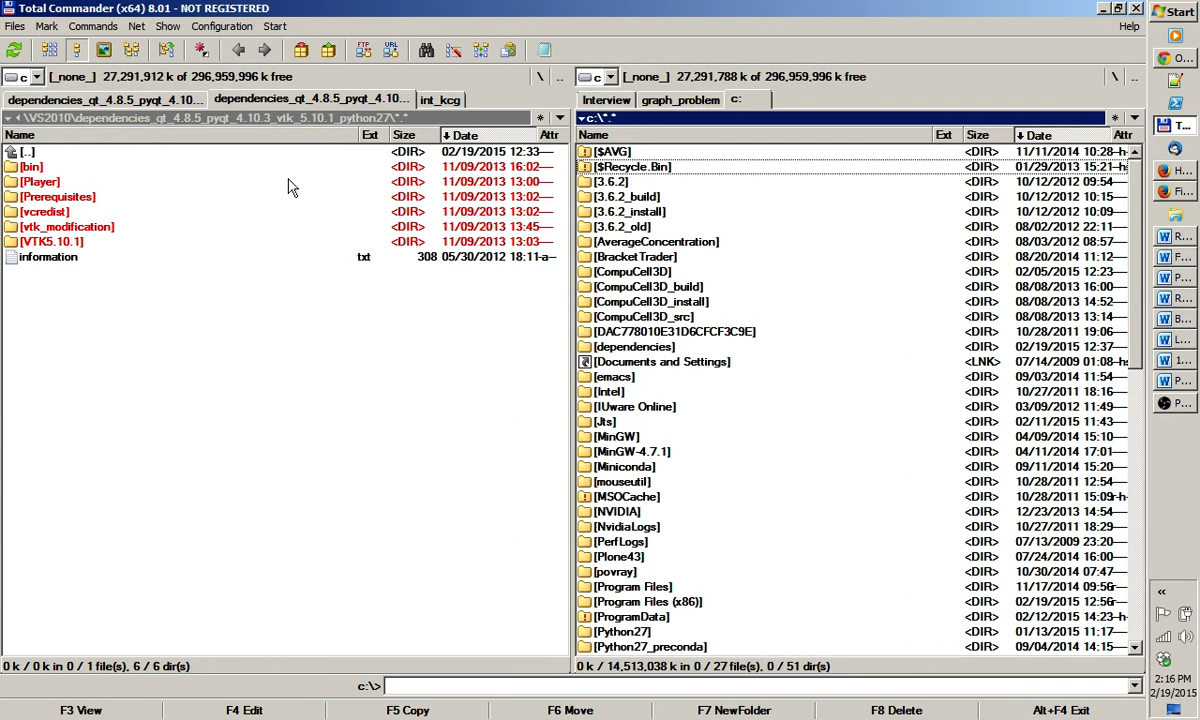 Total Commander (x64) 8.01 - NOT REGISTERED
Files Mark Commands Net Show Configuration Start Help
FTP URL
c [_none_] 27,291,912 k of 296,959,996 k free \ ..
dependencies_qt_4.8.5_pyqt_4.10... dependencies_qt_4.8.5_pyqt_4.10... int_kcg
\VS2010\dependencies_qt_4.8.5_pyqt_4.10.3_vtk_5.10.1_python27\*.* *
Name Ext Size Date Attr
[..] <DIR> 02/19/2015 12:33----
[bin] <DIR> 11/09/2013 16:02----
[Player] <DIR> 11/09/2013 13:00----
[Prerequisites] <DIR> 11/09/2013 13:02----
[vcredist] <DIR> 11/09/2013 13:02----
[vtk_modification] <DIR> 11/09/2013 13:45----
[VTK5.10.1] <DIR> 11/09/2013 13:03----
information txt 308 05/30/2012 18:11-a--
0 k / 0 k in 0 / 1 file(s), 6 / 6 dir(s)
c [_none_] 27,291,788 k of 296,959,996 k free \ ..
Interview graph_problem c:
c:\*.* *
Name Ext Size Date Attr
[$AVG] <DIR> 11/11/2014 10:28--h-
[$Recycle.Bin] <DIR> 01/29/2013 15:21--hs
[3.6.2] <DIR> 10/12/2012 09:54----
[3.6.2_build] <DIR> 10/12/2012 10:15----
[3.6.2_install] <DIR> 10/12/2012 10:09----
[3.6.2_old] <DIR> 08/02/2012 22:11----
[AverageConcentration] <DIR> 08/03/2012 08:57----
[BracketTrader] <DIR> 08/20/2014 11:12----
[CompuCell3D] <DIR> 02/05/2015 12:23----
[CompuCell3D_build] <DIR> 08/08/2013 16:00----
[CompuCell3D_install] <DIR> 08/08/2013 14:52----
[CompuCell3D_src] <DIR> 08/08/2013 13:14----
[DAC778010E31D6CFCF3C9E] <DIR> 10/28/2011 19:06----
[dependencies] <DIR> 02/19/2015 12:37----
[Documents and Settings] <LNK> 07/14/2009 01:08--hs
[emacs] <DIR> 09/03/2014 11:54----
[Intel] <DIR> 10/27/2011 18:16----
[IUware Online] <DIR> 03/09/2012 11:49----
[Jts] <DIR> 02/11/2015 11:43----
[MinGW] <DIR> 04/09/2014 15:10----
[MinGW-4.7.1] <DIR> 04/11/2014 17:01----
[Miniconda] <DIR> 09/11/2014 15:20----
[mouseutil] <DIR> 10/28/2011 12:54----
[MSOCache] <DIR> 10/28/2011 15:09r-h-
[NVIDIA] <DIR> 12/23/2013 14:54----
[NvidiaLogs] <DIR> 10/27/2011 18:29----
[PerfLogs] <DIR> 07/13/2009 23:20----
[Plone43] <DIR> 07/24/2014 16:00----
[povray] <DIR> 10/30/2014 07:47----
[Program Files] <DIR> 11/17/2014 09:56r---
[Program Files (x86)] <DIR> 02/19/2015 12:56r---
[ProgramData] <DIR> 02/12/2015 14:23--h-
[Python27] <DIR> 01/13/2015 11:17----
[Python27_preconda] <DIR> 09/04/2014 14:15----
0 k / 14,513,038 k in 0 / 27 file(s), 0 / 51 dir(s)
c:\>
F3 View F4 Edit F5 Copy F6 Move F7 NewFolder F8 Delete Alt+F4 Exit
Start
O...
T...
H...
Fi...
R...
F...
P...
R...
B...
L...
1...
P...
P...
«
2:16 PM
2/19/2015